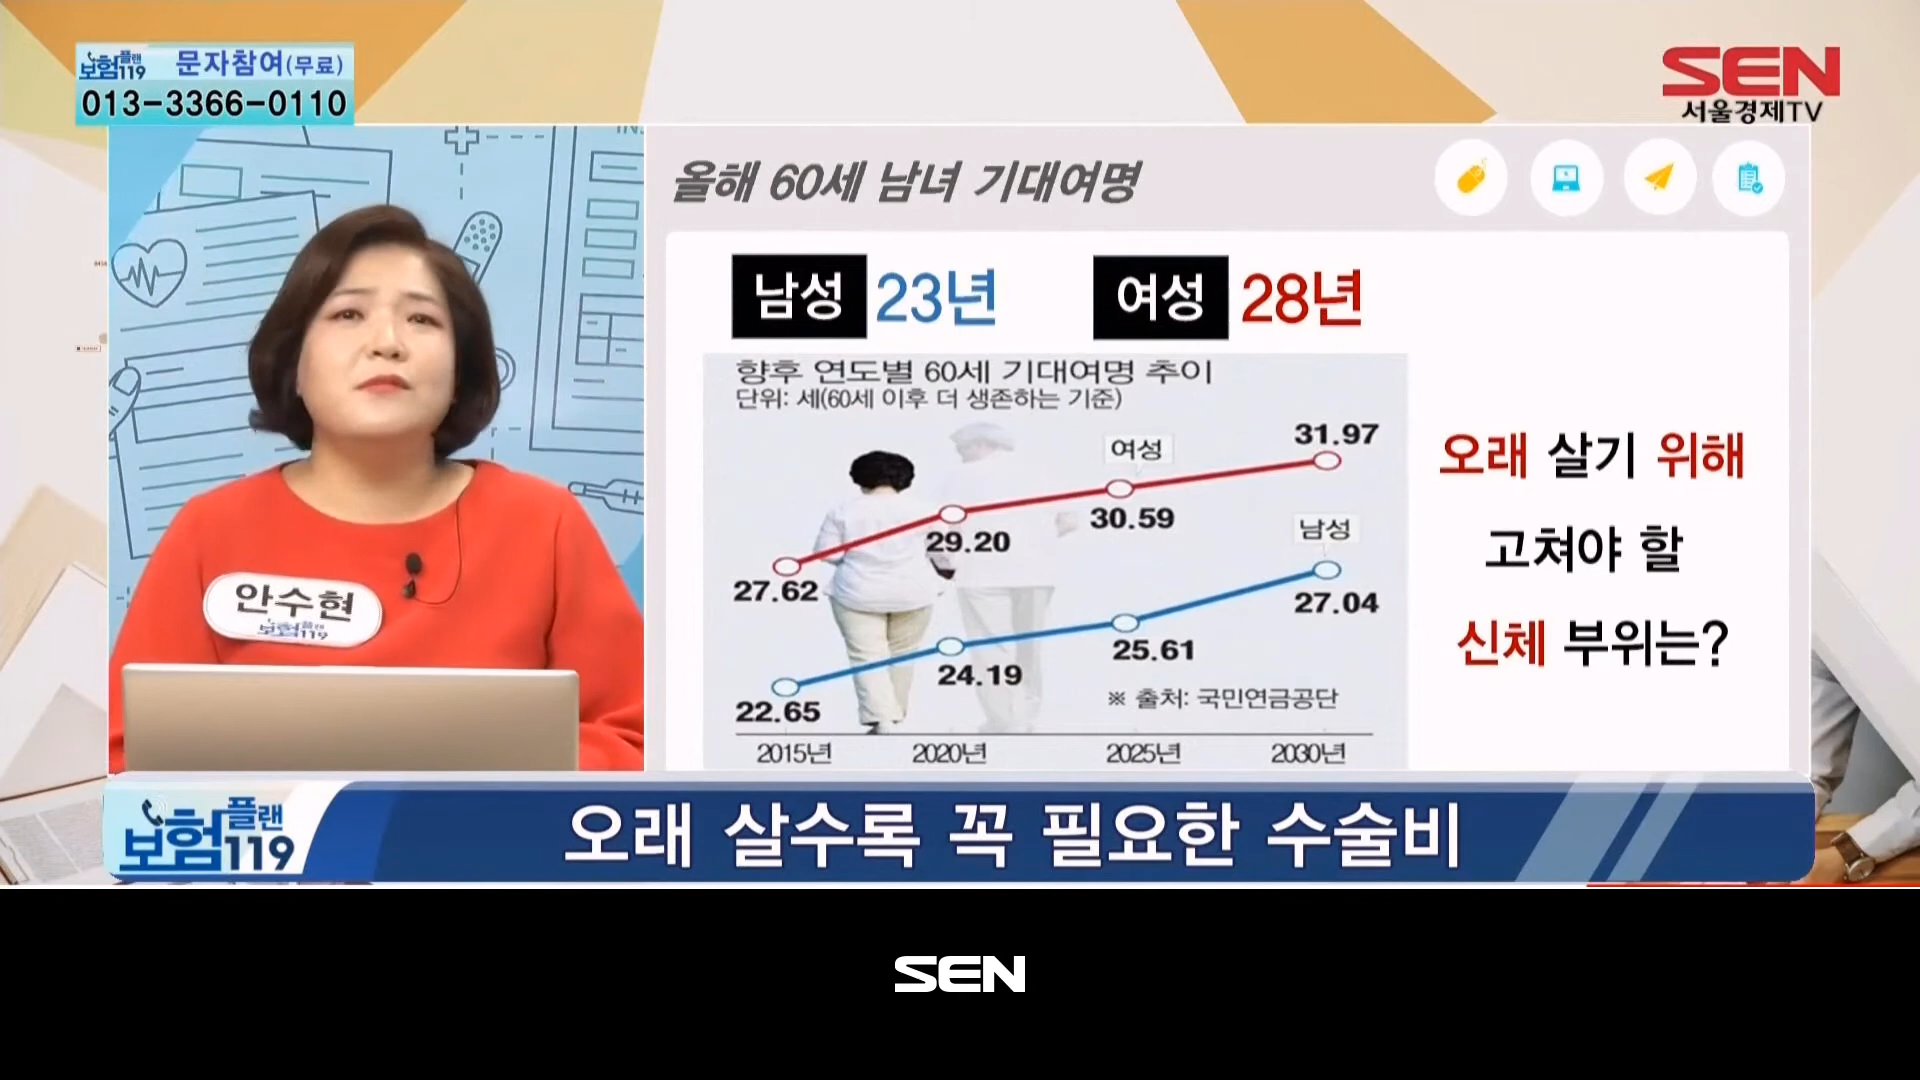 보험플랜119 문자참여(무료)
013-3366-0110
SEN
서울경제TV
올해 60세 남녀 기대여명
남성 23년 여성 28년
향후 연도별 60세 기대여명 추이
단위: 세(60세 이후 더 생존하는 기준)
여성
27.62 29.20 30.59 31.97
남성
22.65 24.19 25.61 27.04
※ 출처: 국민연금공단
2015년 2020년 2025년 2030년
오래 살기 위해
고쳐야 할
신체 부위는?
안수현
보험플랜119
보험플랜119
오래 살수록 꼭 필요한 수술비
SEN